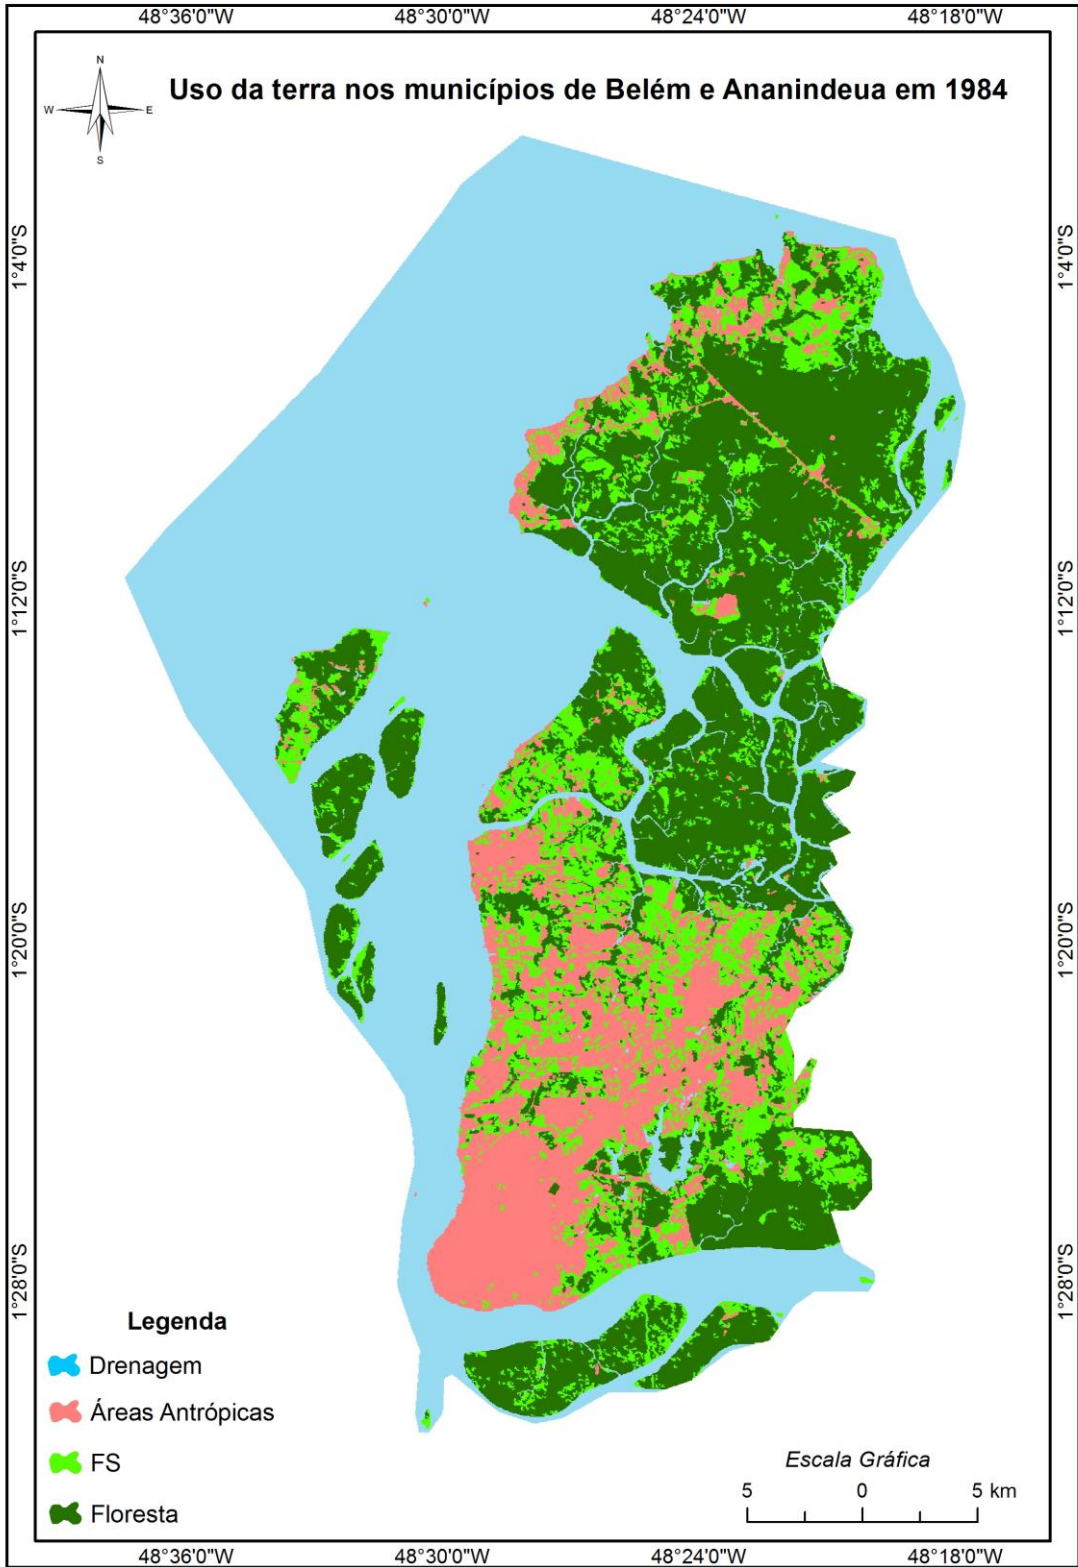 48°36'0"W 48°30'0"W 48°24'0"W 48°18'0"W
N
W E
S
Uso da terra nos municípios de Belém e Ananindeua em 1984
1°4'0"S 1°4'0"S
1°12'0"S 1°12'0"S
1°20'0"S 1°20'0"S
1°28'0"S 1°28'0"S
Legenda
Drenagem
Áreas Antrópicas
FS
Floresta
Escala Gráfica
5 0 5 km
48°36'0"W 48°30'0"W 48°24'0"W 48°18'0"W